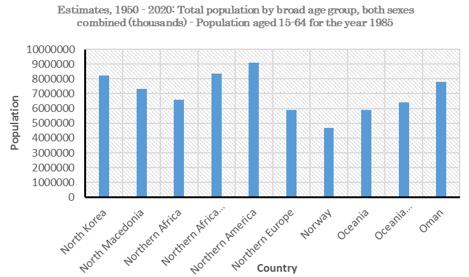 Estimates, 1950 - 2020: Total population by broad age group, both sexes
combined (thousands) - Population aged 15-64 for the year 1985
Population
10000000
9000000
8000000
7000000
6000000
5000000
4000000
3000000
2000000
1000000
0
North Korea
North Macedonia
Northern Africa
Northern Africa...
Northern America
Northern Europe
Norway
Oceania
Oceania...
Oman
Country